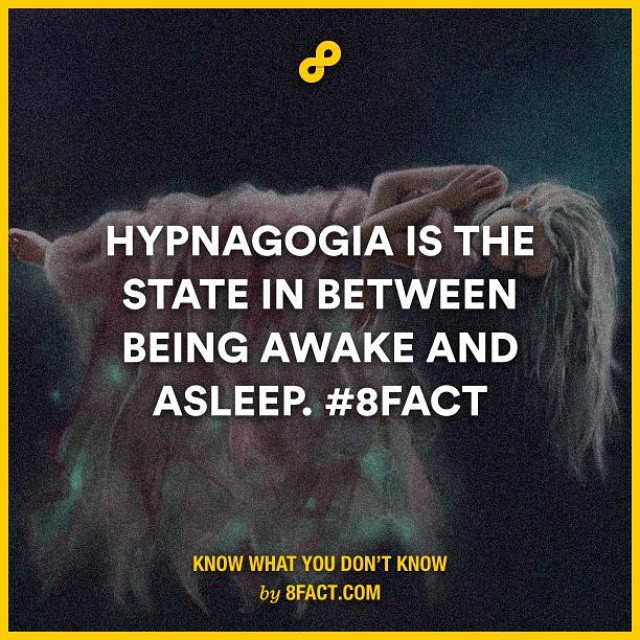 HYPNAGOGIA IS THE
STATE IN BETWEEN
BEING AWAKE AND
ASLEEP. #8FACT
KNOW WHAT YOU DON'T KNOW
by 8FACT.COM